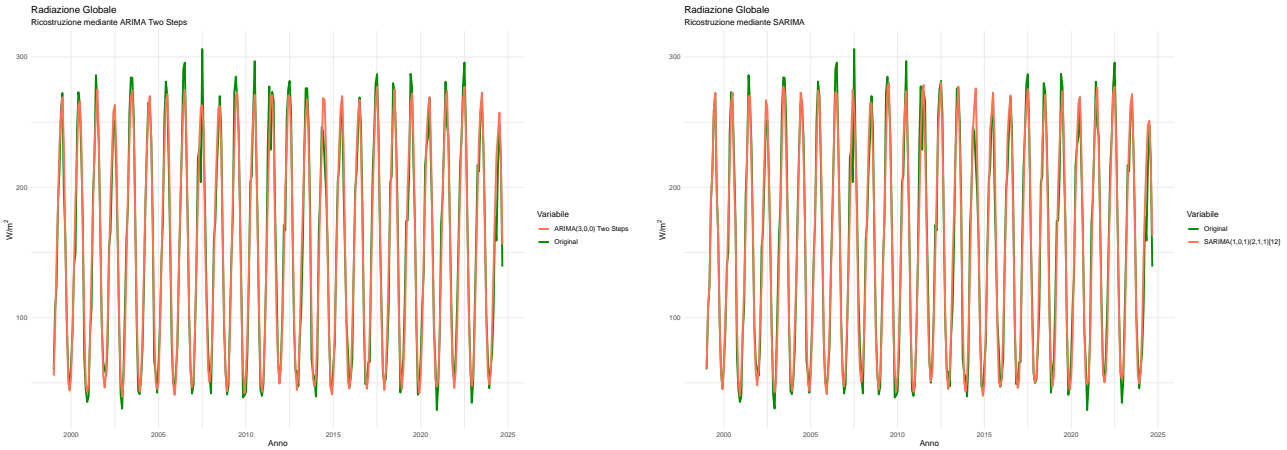 Radiazione Globale
Ricostruzione mediante ARIMA Two Steps
300
200
100
W/m²
2000
2005
2010
2015
2020
2025
Anno
Variabile
ARIMA(3,0,0) Two Steps
Original
Radiazione Globale
Ricostruzione mediante SARIMA
300
200
100
W/m²
2000
2005
2010
2015
2020
2025
Anno
Variabile
Original
SARIMA(1,0,1)(2,1,1)[12]